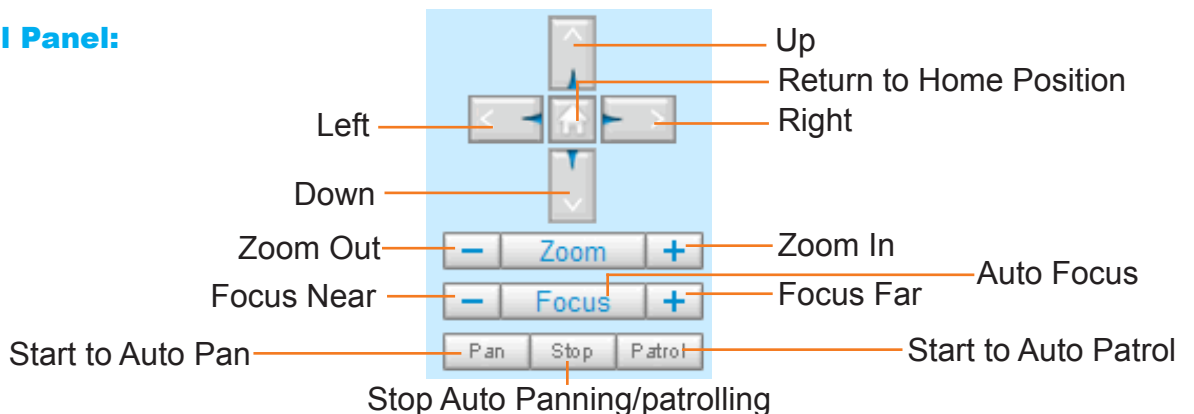 l Panel:
Up
Return to Home Position
Left
Right
Down
Zoom Out
Zoom
Zoom In
Auto Focus
Focus Near
Focus
Focus Far
Start to Auto Pan
Pan
Stop
Patrol
Start to Auto Patrol
Stop Auto Panning/patrolling